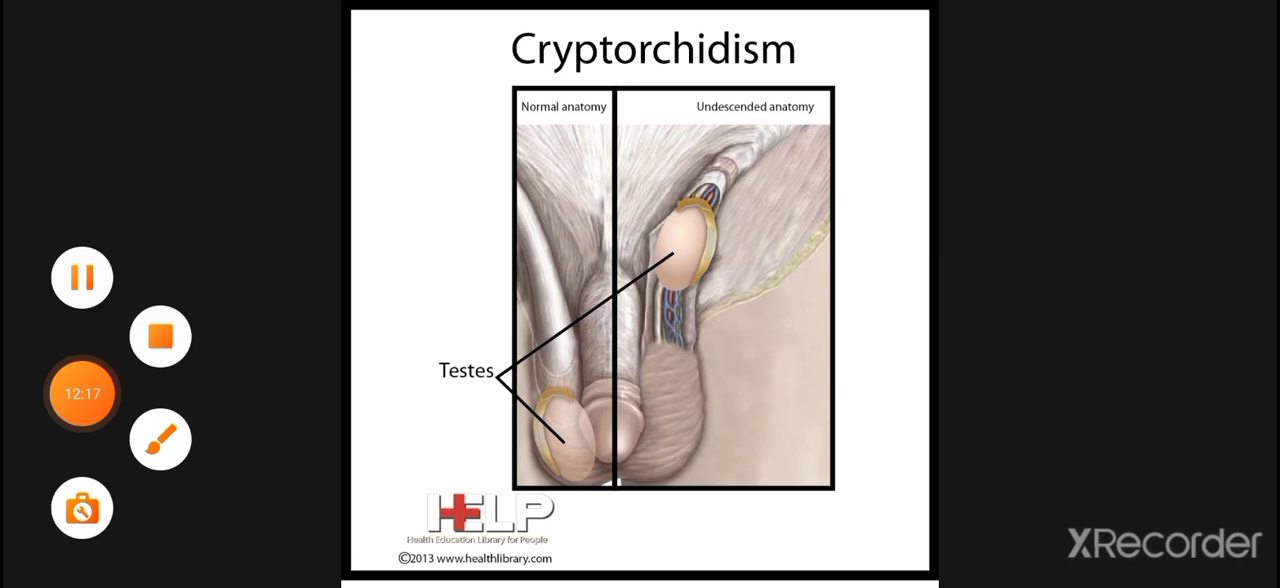 Cryptorchidism
Normal anatomy
Undescended anatomy
12:17
Testes
HELP
Health Education Library for People
©2013 www.healthlibrary.com
XRecorder